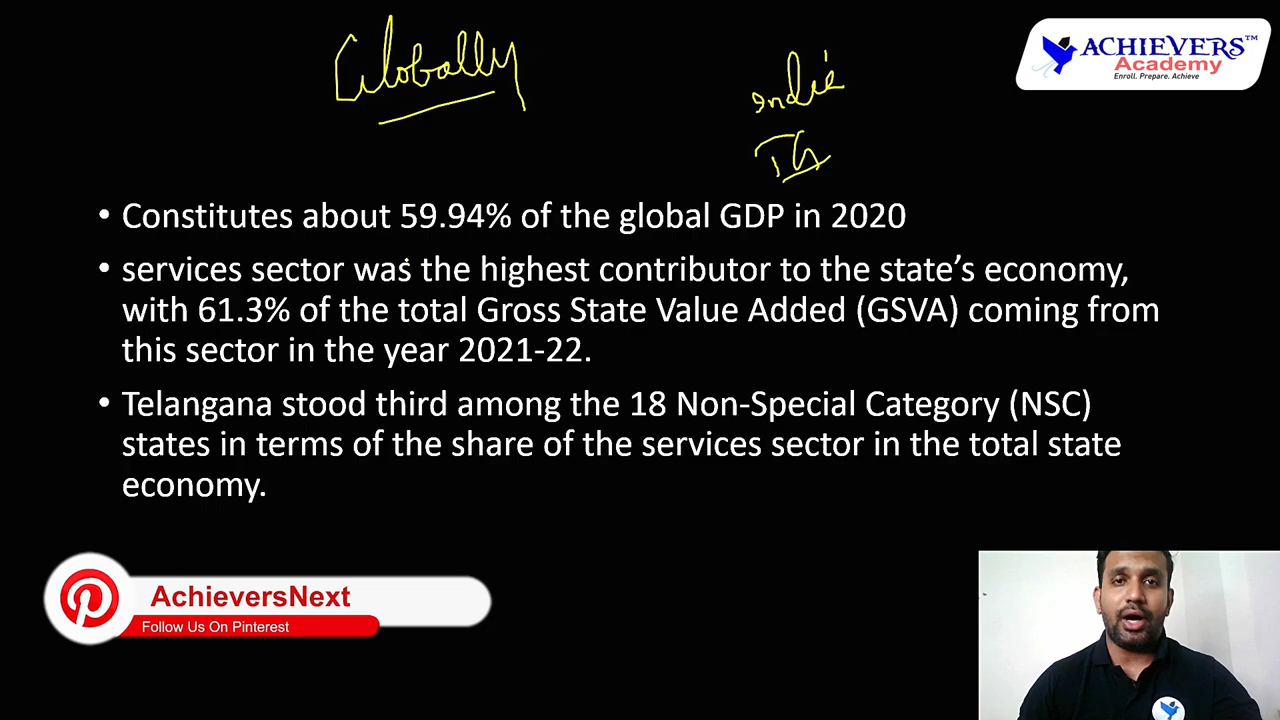 Globally
India
TG
ACHIEVERS™
Academy
Enroll. Prepare. Achieve
• Constitutes about 59.94% of the global GDP in 2020
• services sector was the highest contributor to the state’s economy,
with 61.3% of the total Gross State Value Added (GSVA) coming from
this sector in the year 2021-22.
• Telangana stood third among the 18 Non-Special Category (NSC)
states in terms of the share of the services sector in the total state
economy.
AchieversNext
Follow Us On Pinterest